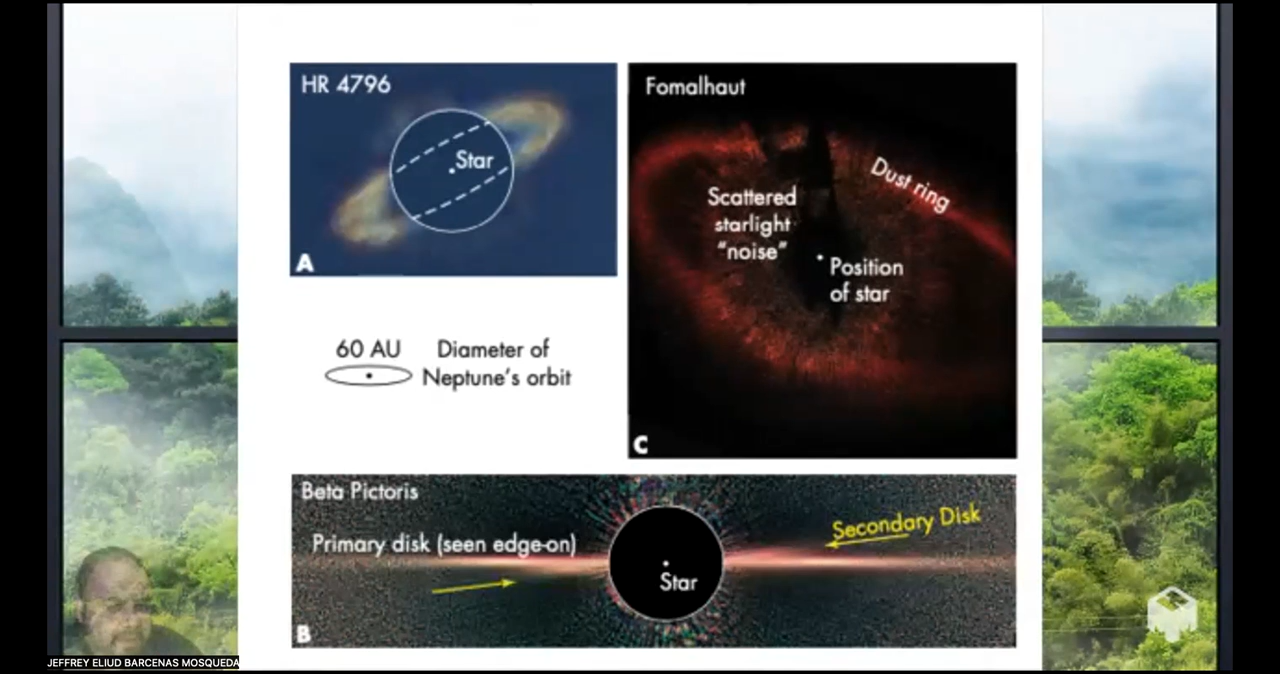 HR 4796
Star
A
60 AU
Diameter of
Neptune's orbit
Fomalhaut
Dust ring
Scattered
starlight
"noise"
Position
of star
C
Beta Pictoris
Primary disk (seen edge-on)
Secondary Disk
Star
B
JEFFREY ELIUD BARCENAS MOSQUEDA